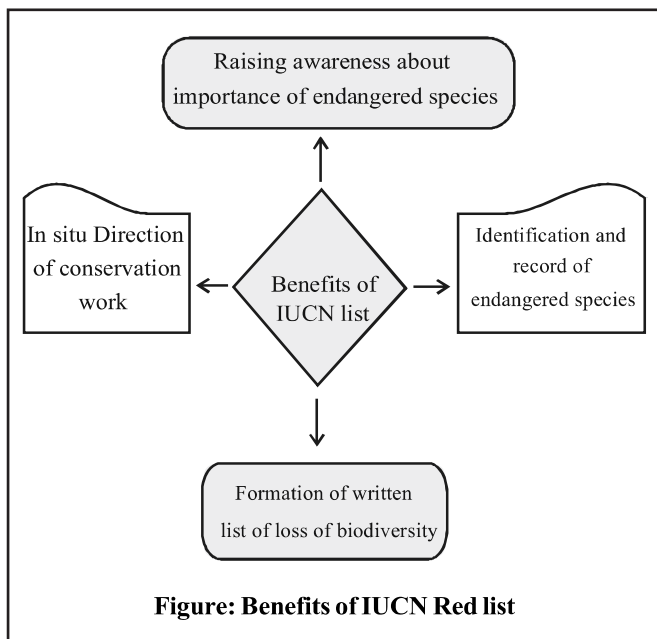 Raising awareness about
importance of endangered species
In situ Direction
of conservation
work
Benefits of
IUCN list
Identification and
record of
endangered species
Formation of written
list of loss of biodiversity
Figure: Benefits of IUCN Red list